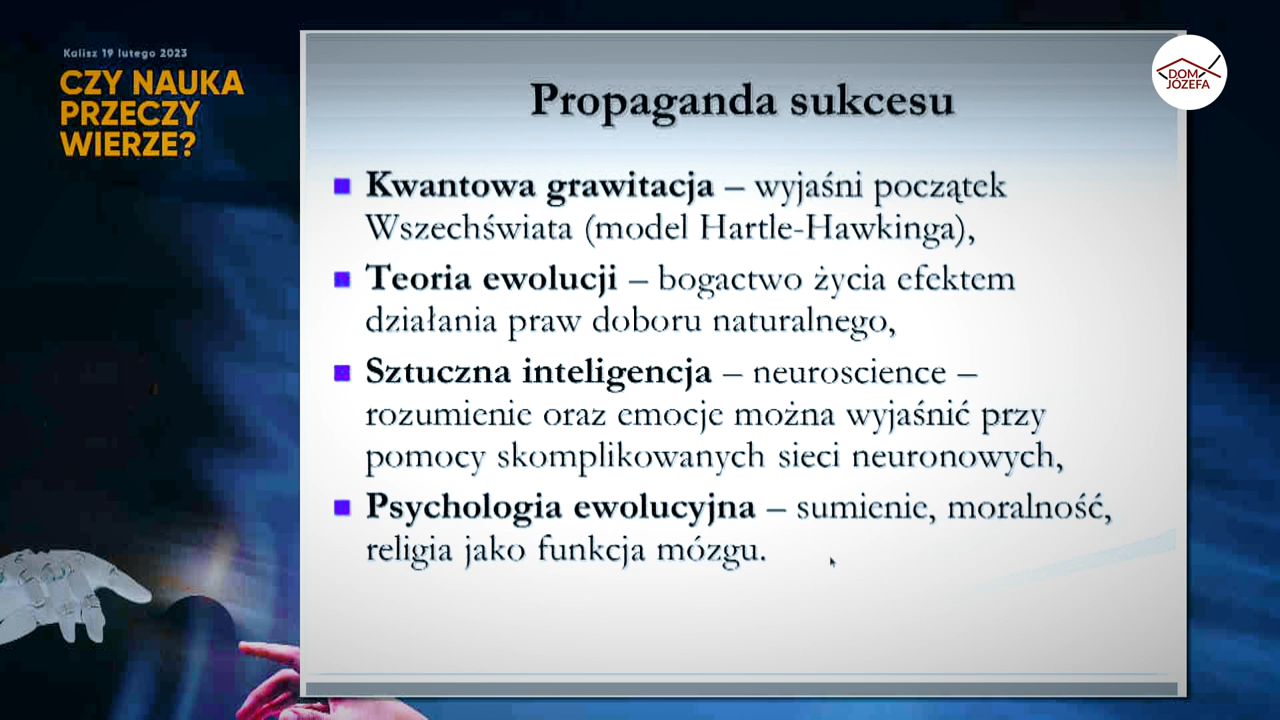 Kalisz 19 lutego 2023
CZY NAUKA
PRZECZY
WIERZE?
DOM
JÓZEFA
Propaganda sukcesu
Kwantowa grawitacja – wyjaśni początek
Wszechświata (model Hartle-Hawkinga),
Teoria ewolucji – bogactwo życia efektem
działania praw doboru naturalnego,
Sztuczna inteligencja – neuroscience –
rozumienie oraz emocje można wyjaśnić przy
pomocy skomplikowanych sieci neuronowych,
Psychologia ewolucyjna – sumienie, moralność,
religia jako funkcja mózgu.